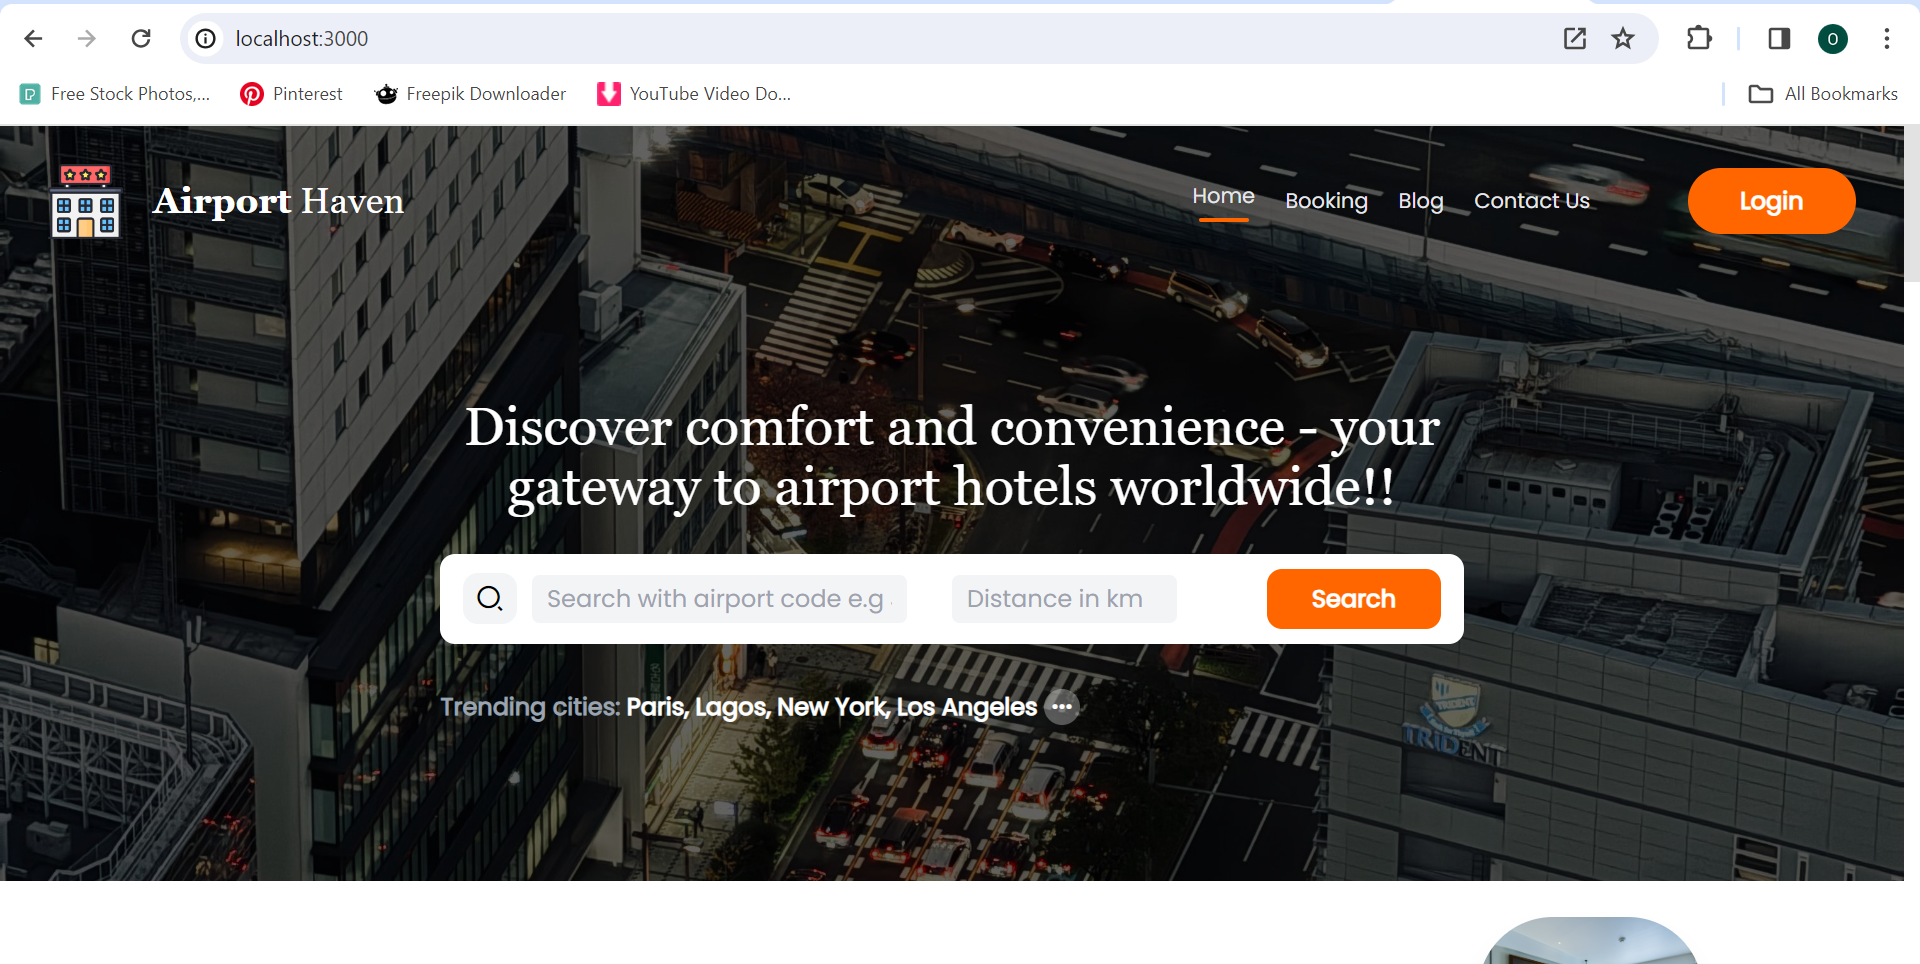 localhost:3000
O
Free Stock Photos,...
Pinterest
Freepik Downloader
YouTube Video Do...
All Bookmarks
Airport Haven
Home
Booking
Blog
Contact Us
Login
Discover comfort and convenience - your
gateway to airport hotels worldwide!!
Search with airport code e.g
Distance in km
Search
Trending cities: Paris, Lagos, New York, Los Angeles
TRIDENT
TRIDENT